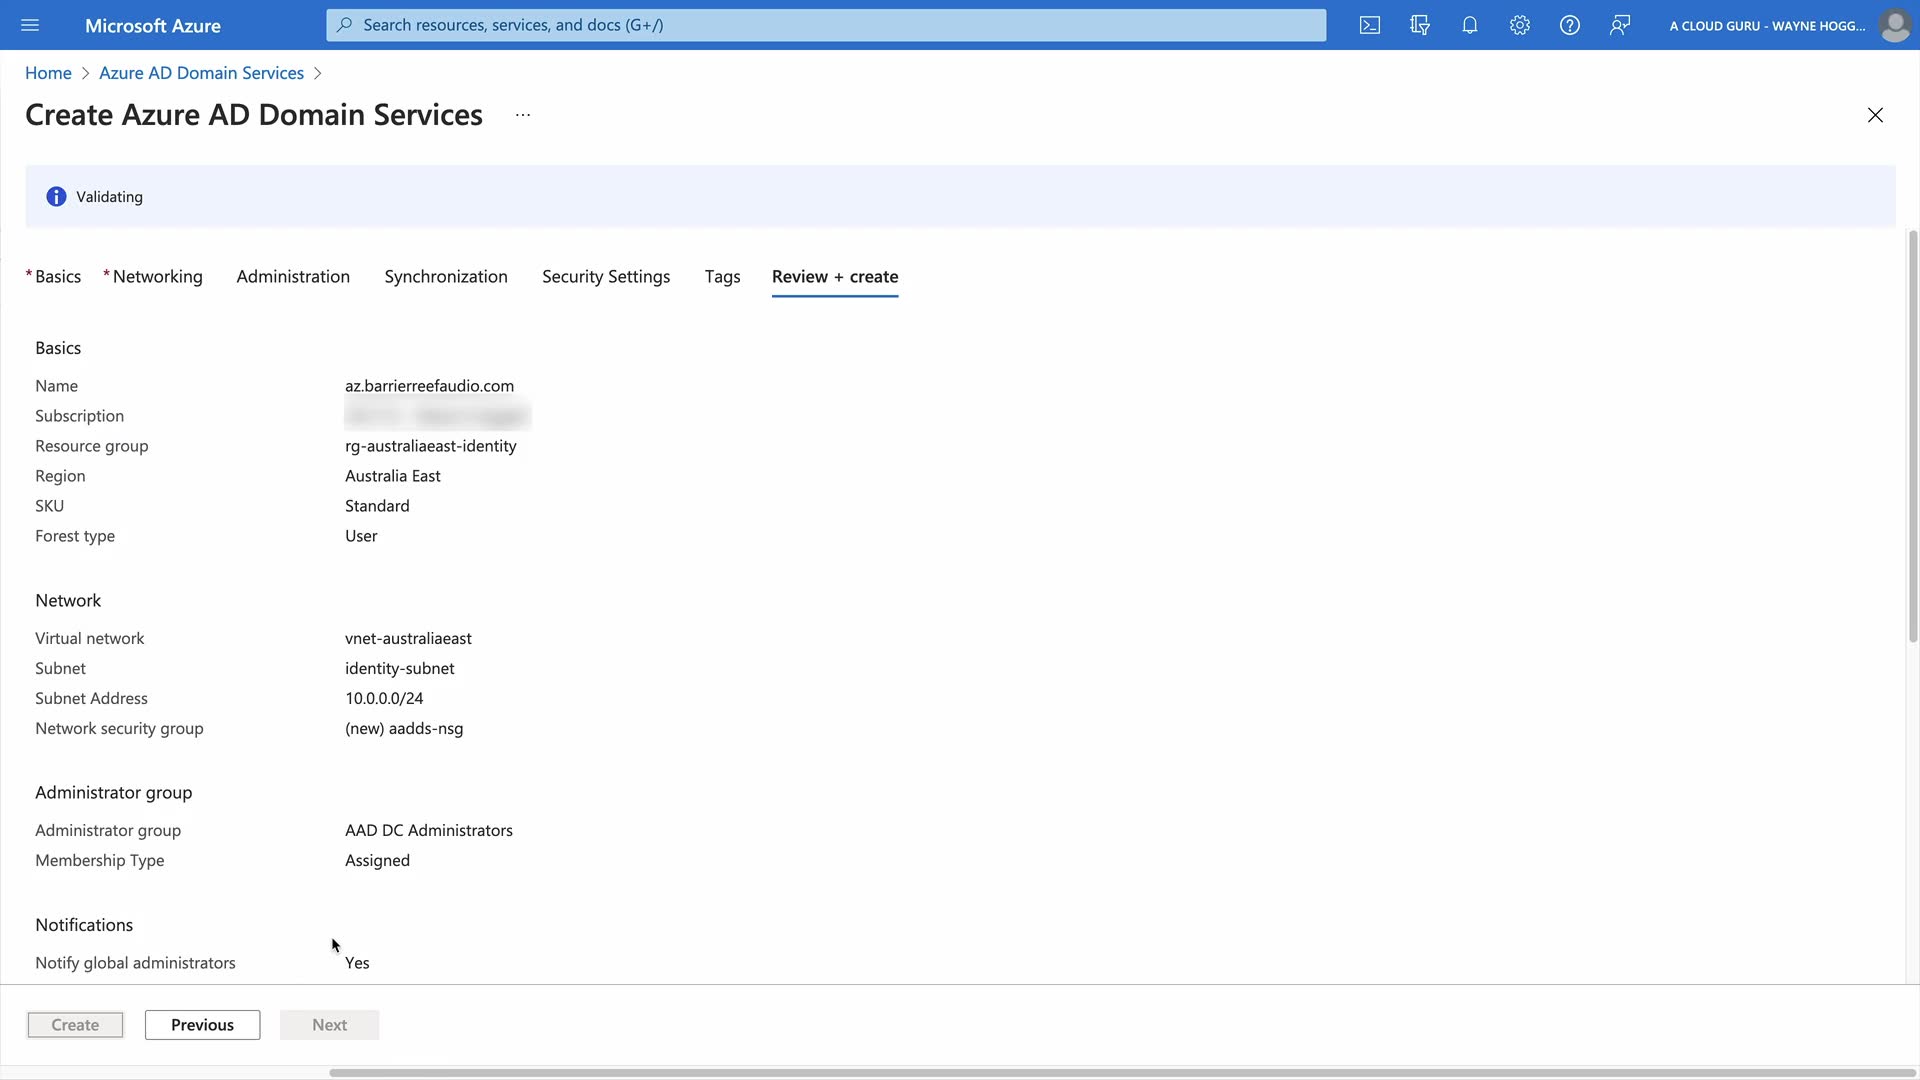 Microsoft Azure
Search resources, services, and docs (G+/)
A CLOUD GURU - WAYNE HOGG...
Home > Azure AD Domain Services >
Create Azure AD Domain Services ...
Validating
* Basics * Networking Administration Synchronization Security Settings Tags Review + create
Basics
Name az.barrierreefaudio.com
Subscription
Resource group rg-australiaeast-identity
Region Australia East
SKU Standard
Forest type User
Network
Virtual network vnet-australiaeast
Subnet identity-subnet
Subnet Address 10.0.0.0/24
Network security group (new) aadds-nsg
Administrator group
Administrator group AAD DC Administrators
Membership Type Assigned
Notifications
Notify global administrators Yes
Create Previous Next